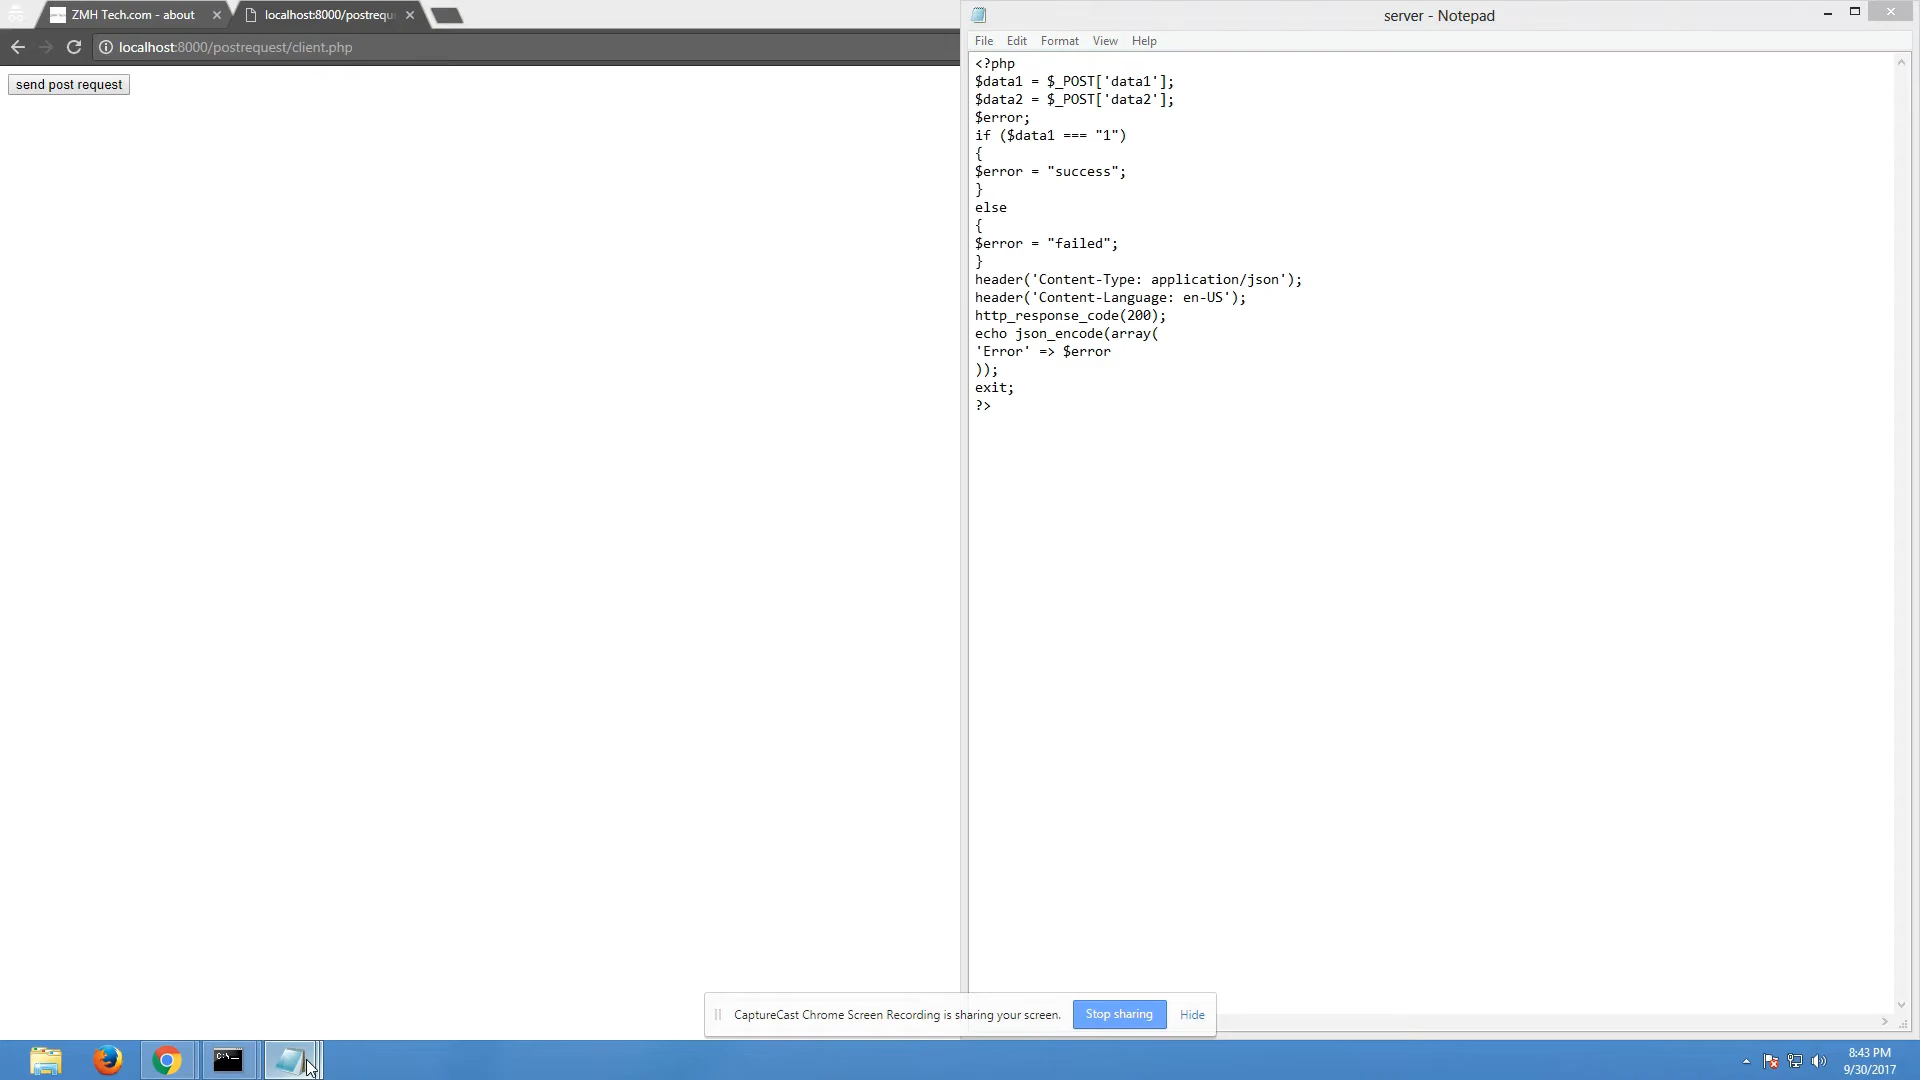 ZMH Tech.com - about
localhost:8000/postrequ
localhost:8000/postrequest/client.php
send post request
server - Notepad
File Edit Format View Help
<?php
$data1 = $_POST['data1'];
$data2 = $_POST['data2'];
$error;
if ($data1 === "1")
{
$error = "success";
}
else
{
$error = "failed";
}
header('Content-Type: application/json');
header('Content-Language: en-US');
http_response_code(200);
echo json_encode(array(
'Error' => $error
));
exit;
?>
CaptureCast Chrome Screen Recording is sharing your screen. Stop sharing Hide
C:\_
8:43 PM
9/30/2017